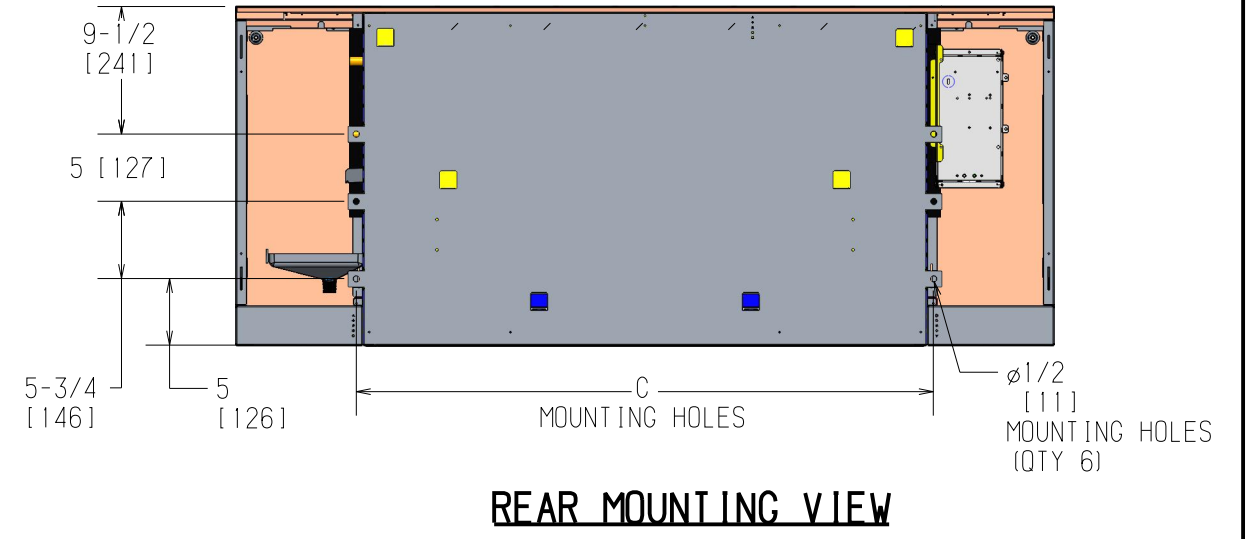 9-1/2
[241]
5 [127]
5-3/4
[146]
5
[126]
C
MOUNTING HOLES
ø1/2
[11]
MOUNTING HOLES
(QTY 6)
REAR MOUNTING VIEW